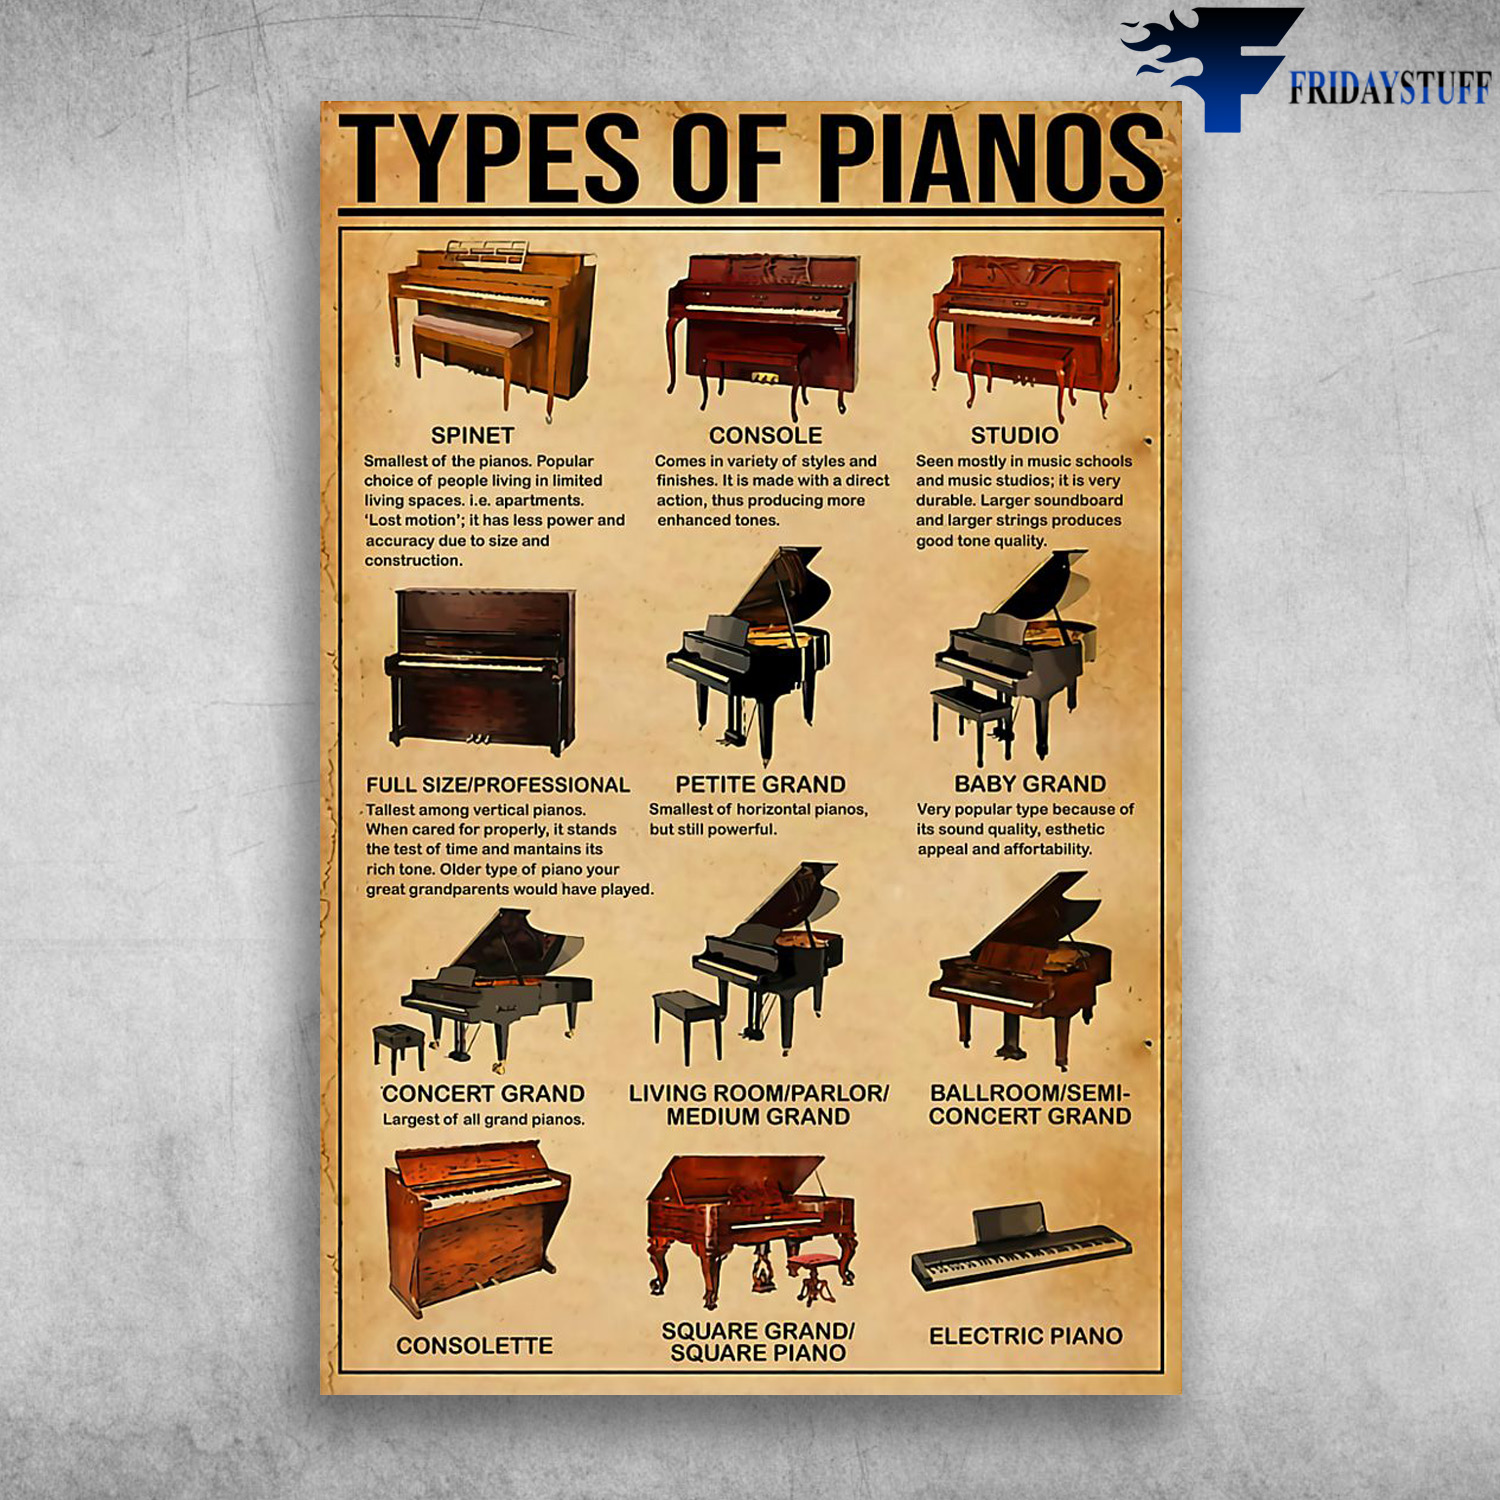 FRIDAYSTUFF
TYPES OF PIANOS
SPINET
Smallest of the pianos. Popular
choice of people living in limited
living spaces. i.e. apartments.
‘Lost motion’; it has less power and
accuracy due to size and
construction.
CONSOLE
Comes in variety of styles and
finishes. It is made with a direct
action, thus producing more
enhanced tones.
STUDIO
Seen mostly in music schools
and music studios; it is very
durable. Larger soundboard
and larger strings produces
good tone quality.
FULL SIZE/PROFESSIONAL
Tallest among vertical pianos.
When cared for properly, it stands
the test of time and mantains its
rich tone. Older type of piano your
great grandparents would have played.
PETITE GRAND
Smallest of horizontal pianos,
but still powerful.
BABY GRAND
Very popular type because of
its sound quality, esthetic
appeal and affortability.
CONCERT GRAND
Largest of all grand pianos.
LIVING ROOM/PARLOR/
MEDIUM GRAND
BALLROOM/SEMI-
CONCERT GRAND
CONSOLETTE
SQUARE GRAND/
SQUARE PIANO
ELECTRIC PIANO